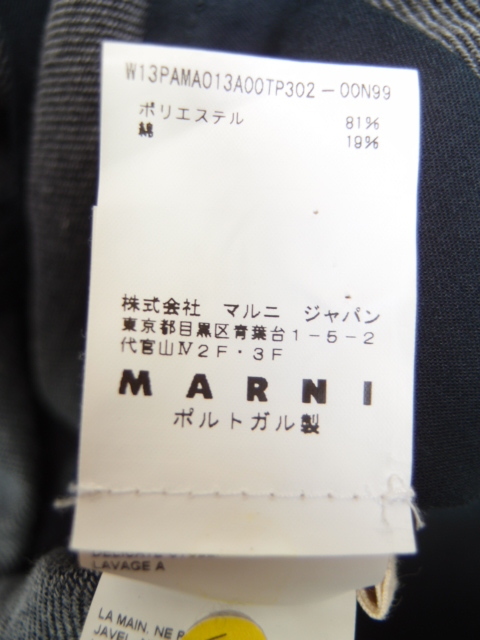 W13PAMA013A00TP302-00N99
ポリエステル 81%
綿 19%
株式会社 マルニ ジャパン
東京都目黒区青葉台1-5-2
代官山Ⅳ2F・3F
MARNI
ポルトガル製
LAVAGE A
LA MAIN. NE